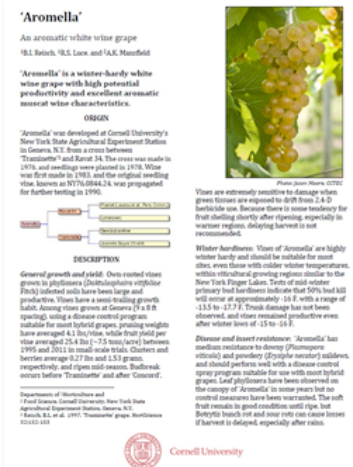 'Aromella'
An aromatic white wine grape
B.I. Reisch, R.S. Luce, and A.K. Mansfield
'Aromella' is a winter-hardy white
wine grape with high potential
productivity and excellent aromatic
muscat wine characteristics.
ORIGIN
'Aromella' was developed at Cornell University's
New York State Agricultural Experiment Station
in Geneva, N.Y. from a cross between
'Traminette' and Ravat 34. The cross was made in
1976, and seedlings were planted in 1978. Wine
was first made in 1983, and the original seedling
vine, known as NY76.0844.24, was propagated
for further testing in 1990.
DESCRIPTION
General growth and yield: Own-rooted vines
grown in phylloxera (Daktulosphaira vitifoliae
Fitch) infested soils have been large and
productive. Vines have a semi-trailing growth
habit. Among vines grown at Geneva (9 x 8 ft
spacing), using a disease control program
suitable for most hybrid grapes, pruning weights
have averaged 4.1 lbs/vine, while fruit yield per
vine averaged 25.4 lbs (~7.5 tons/acre) between
1995 and 2011 in small-scale trials. Clusters and
berries average 0.27 lbs and 1.53 grams,
respectively, and ripen mid-season. Budbreak
occurs before 'Traminette' and after 'Concord'.
Departments of Horticulture and
Food Science, Cornell University, New York State
Agricultural Experiment Station, Geneva, NY.
Reisch, B.I. et al. 1997. 'Traminette' grape. HortScience
32:152-153
Photo: Jason Meere, CCTEC
Vines are extremely sensitive to damage when
green tissues are exposed to drift from 2,4-D
herbicide use. Because there is some tendency for
fruit shelling shortly after ripening, especially in
warmer regions, delaying harvest is not
recommended.
Winter hardiness: Vines of 'Aromella' are highly
winter hardy and should be suitable for most
sites, even those with colder winter temperatures,
within viticultural growing regions similar to the
New York Finger Lakes. Tests of mid-winter
primary bud hardiness indicate that 50% bud kill
will occur at approximately -16 F, with a range of
-13.5 to -17.7 F. Trunk damage has not been
observed, and vines remained productive even
after winter lows of -15 to -16 F.
Disease and insect resistance: 'Aromella' has
medium resistance to downy (Plasmopara
viticola) and powdery (Erysiphe necator) mildews,
and should perform well with a disease control
spray program suitable for use with most hybrid
grapes. Leaf phylloxera have been observed on
the canopy of 'Aromella' in some years but no
control measures have been warranted. The soft
fruit remain in good condition until ripe, but
Botrytis bunch rot and sour rots can cause losses
if harvest is delayed, especially after rains.
Cornell University